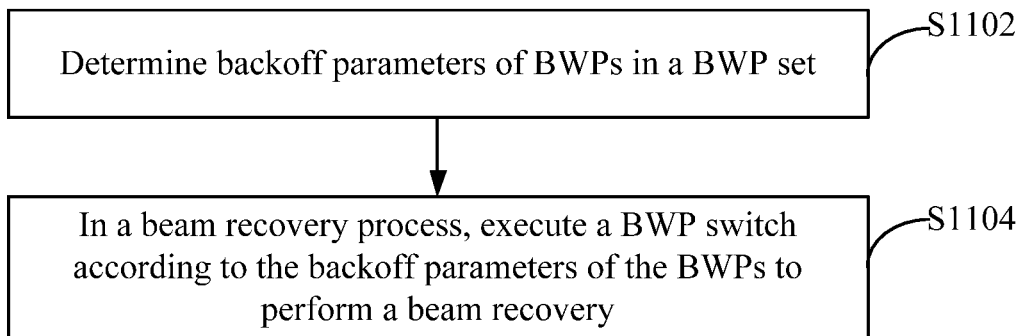 S1102
Determine backoff parameters of BWPs in a BWP set
S1104
In a beam recovery process, execute a BWP switch
according to the backoff parameters of the BWPs to
perform a beam recovery